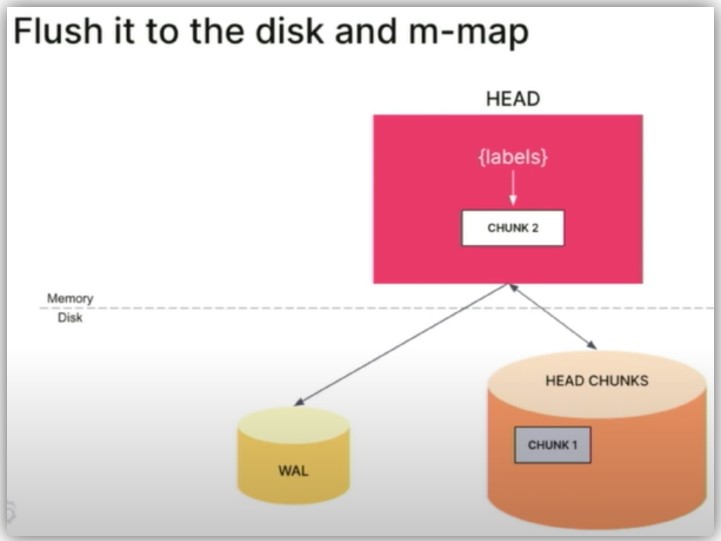 Flush it to the disk and m-map
HEAD
{labels}
CHUNK 2
Memory
Disk
HEAD CHUNKS
CHUNK 1
WAL